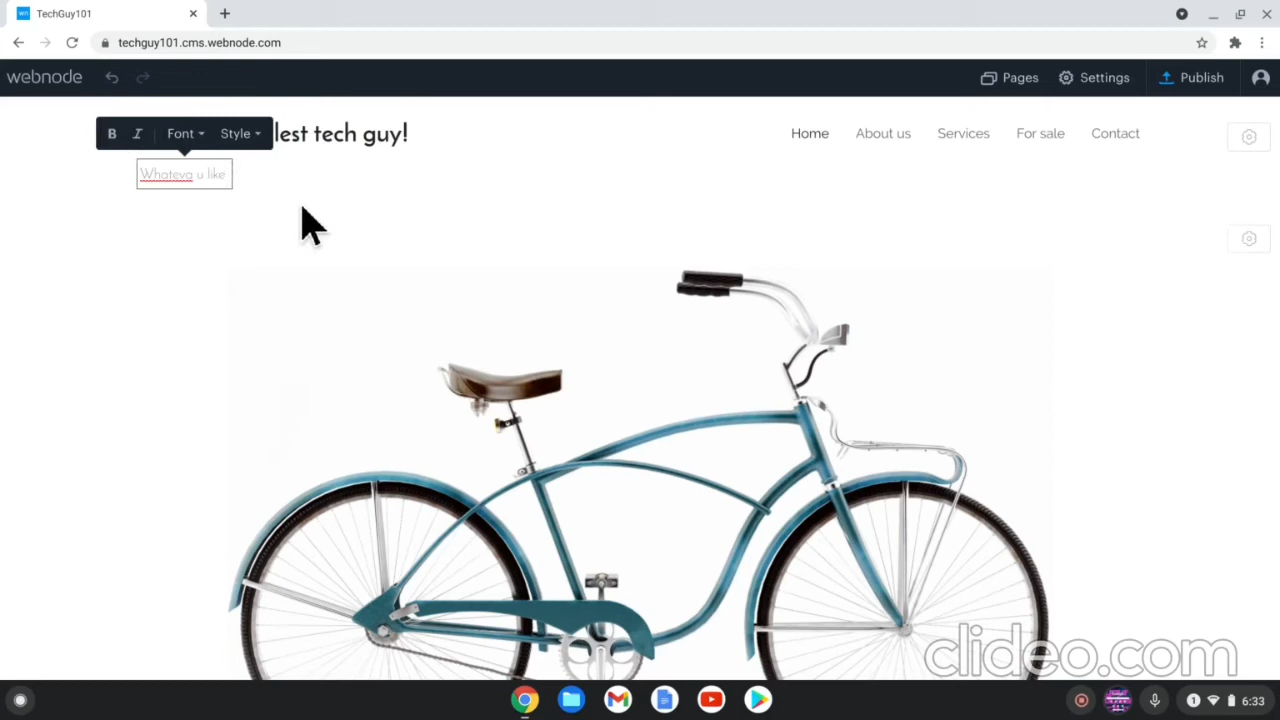 TechGuy101
techguy101.cms.webnode.com
webnode
Pages
Settings
Publish
B I Font Style
lest tech guy!
Home About us Services For sale Contact
Whateva u like
clideo.com
1 6:33